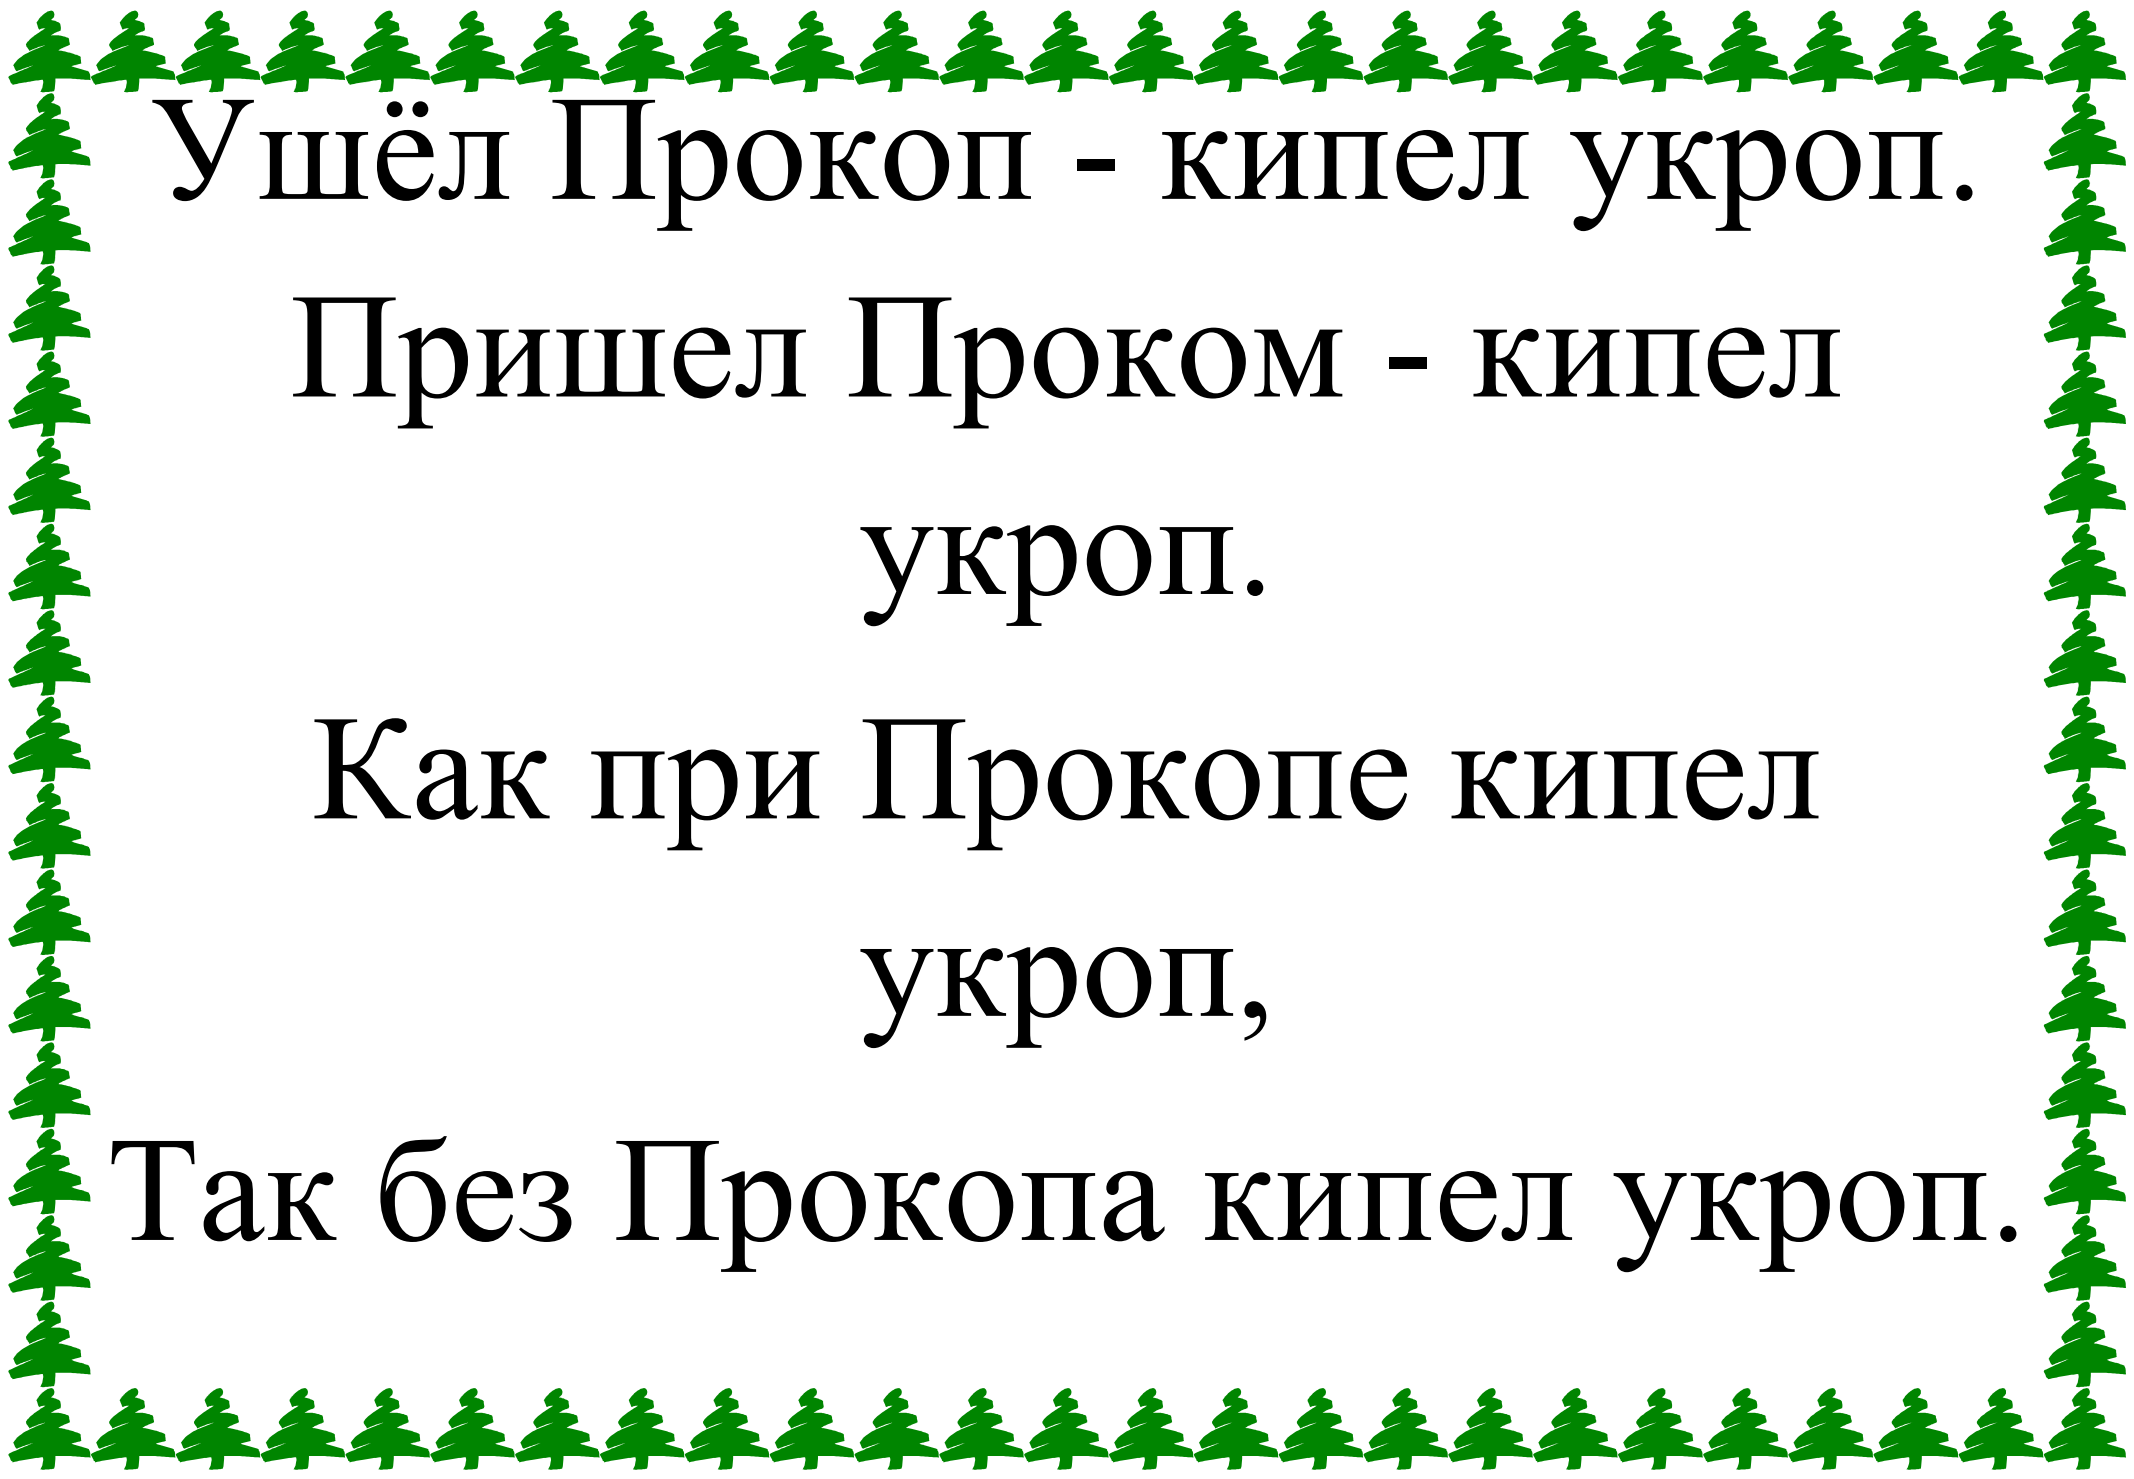 Ушёл Прокоп - кипел укроп.
Пришел Проком - кипел
укроп.
Как при Прокопе кипел
укроп,
Так без Прокопа кипел укроп.